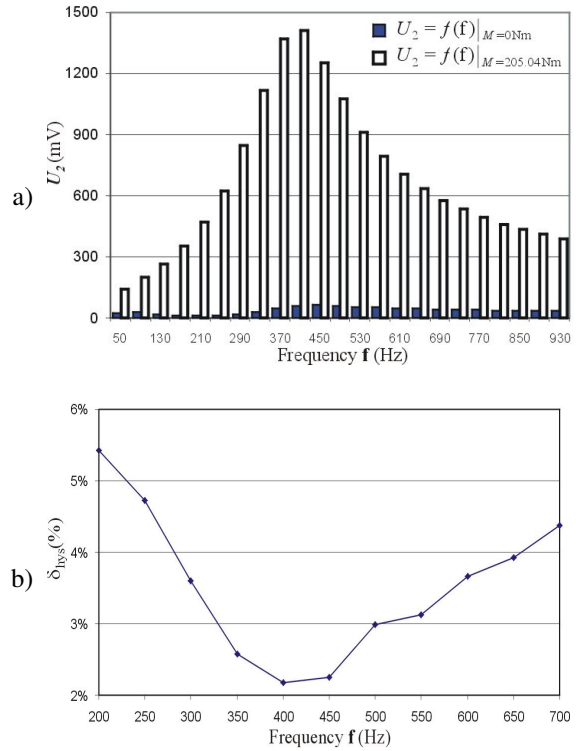 1500
1200
900
600
300
0
U₂ (mV)
U₂ = f(f)|M=0Nm
U₂ = f(f)|M=205.04Nm
a)
50 130 210 290 370 450 530 610 690 770 850 930
Frequency f (Hz)
6%
5%
4%
3%
2%
δhys(%)
b)
200 250 300 350 400 450 500 550 600 650 700
Frequency f (Hz)